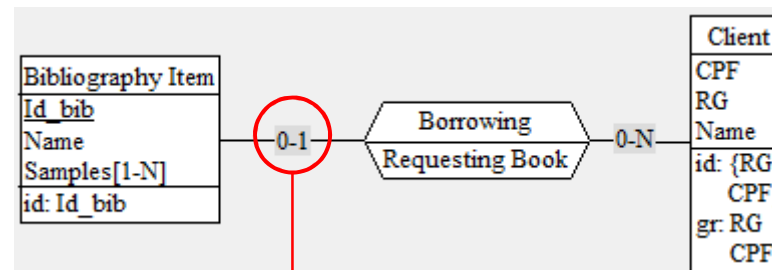 Bibliography Item
Id_bib
Name
Samples[1-N]
id: Id_bib
0-1
Borrowing
Requesting Book
0-N
Client
CPF
RG
Name
id: {RG
CPF
gr: RG
CPF